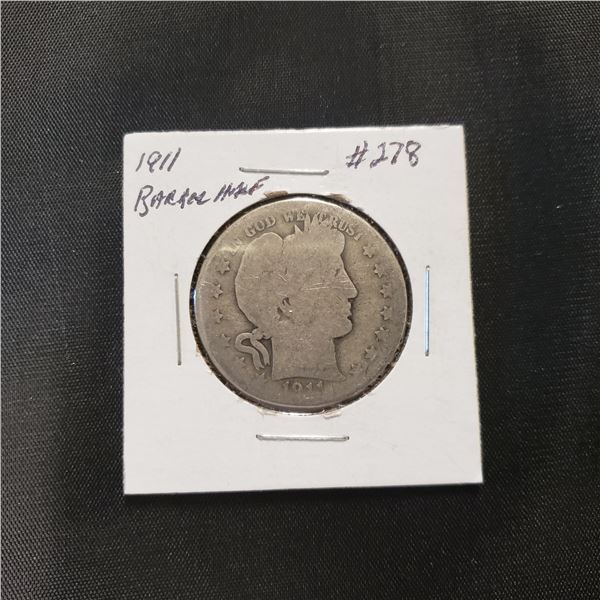 1911 #278
BARBER HALF
IN GOD WE TRUST
1911